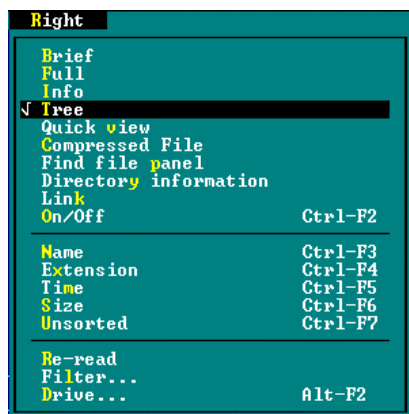 Right
Brief
Full
Info
√ Tree
Quick view
Compressed File
Find file panel
Directory information
Link
On/Off Ctrl-F2
Name Ctrl-F3
Extension Ctrl-F4
Time Ctrl-F5
Size Ctrl-F6
Unsorted Ctrl-F7
Re-read
Filter...
Drive... Alt-F2